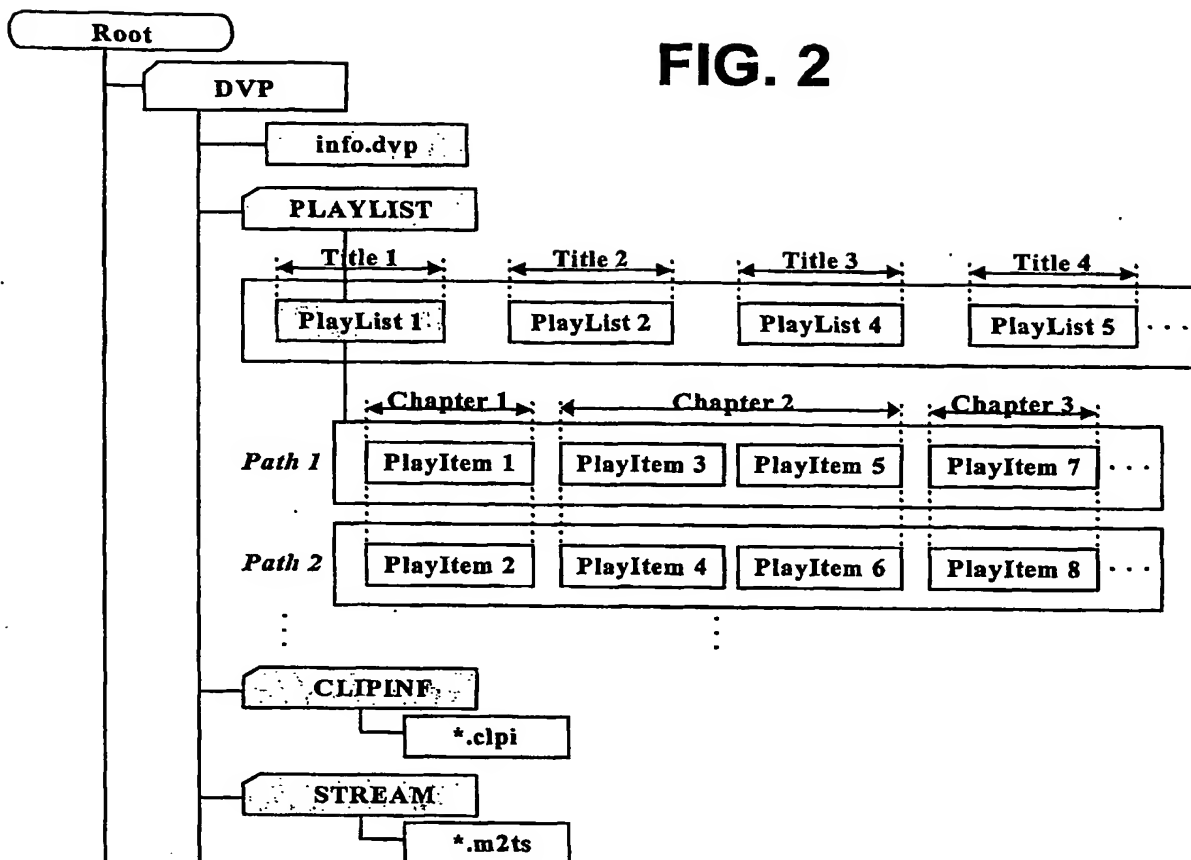 Root
FIG. 2
DVP
info.dvp
PLAYLIST
Title 1 Title 2 Title 3 Title 4
PlayList 1 PlayList 2 PlayList 4 PlayList 5 ...
Chapter 1 Chapter 2 Chapter 3
Path 1 PlayItem 1 PlayItem 3 PlayItem 5 PlayItem 7 ...
Path 2 PlayItem 2 PlayItem 4 PlayItem 6 PlayItem 8 ...
CLIPINF
*.clpi
STREAM
*.m2ts